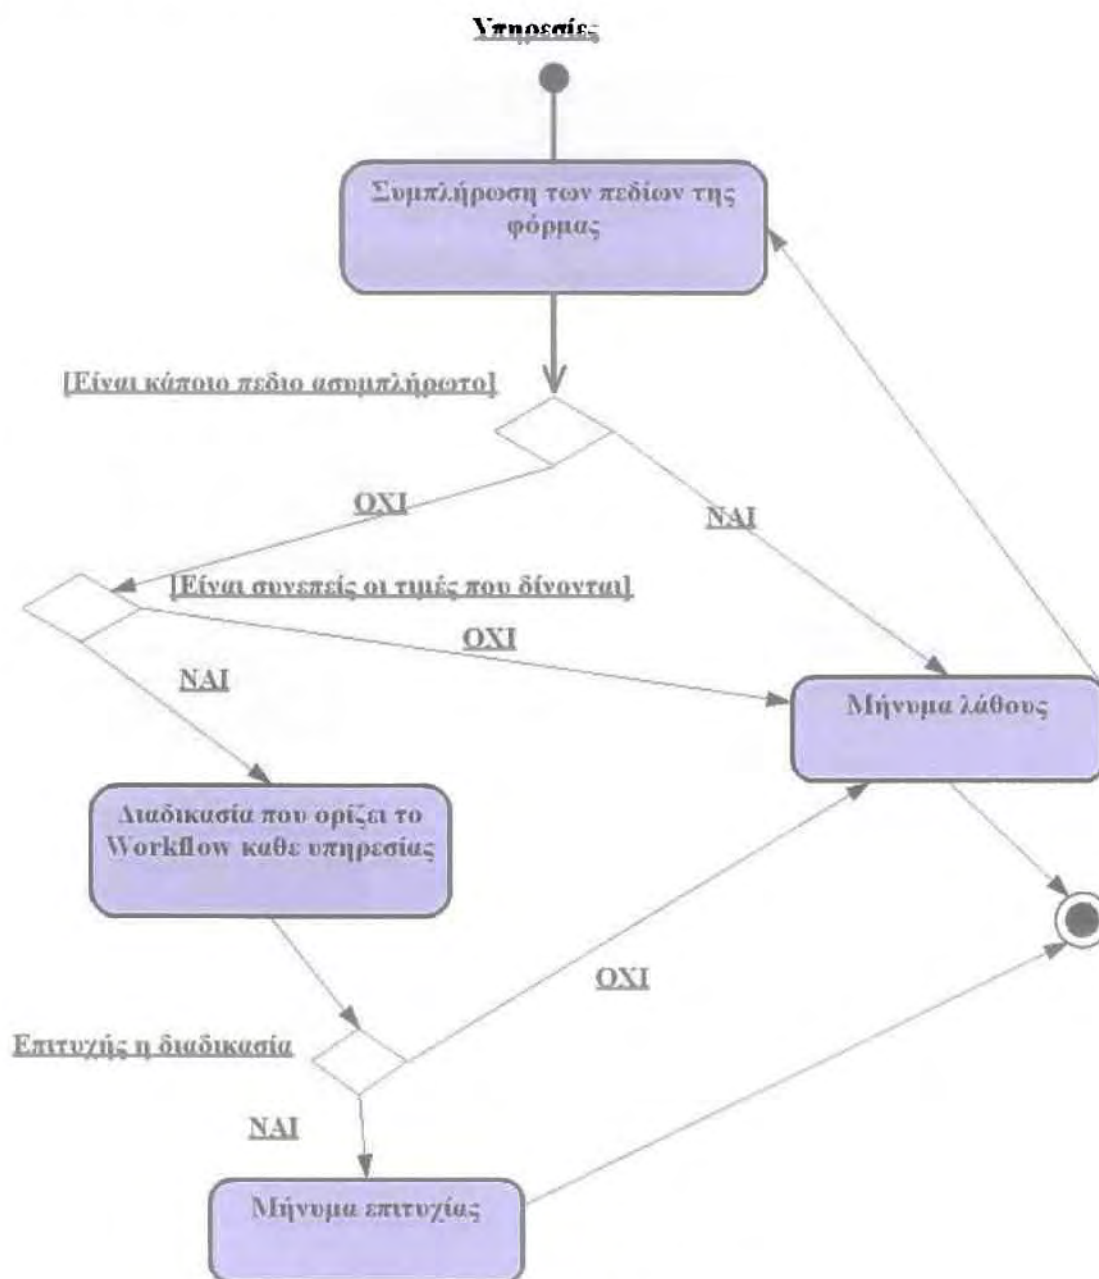 Υπηρεσίες
Συμπλήρωση των πεδίων της
φόρμας
[Είναι κάποιο πεδιο ασυμπλήρωτο]
ΟΧΙ
ΝΑΙ
[Είναι συνεπείς οι τιμές που δίνονται]
ΟΧΙ
ΝΑΙ
Μήνυμα λάθους
Διαδικασία που ορίζει το
Workflow καθε υπηρεσίας
ΟΧΙ
Επιτυχής η διαδικασία
ΝΑΙ
Μήνυμα επιτυχίας